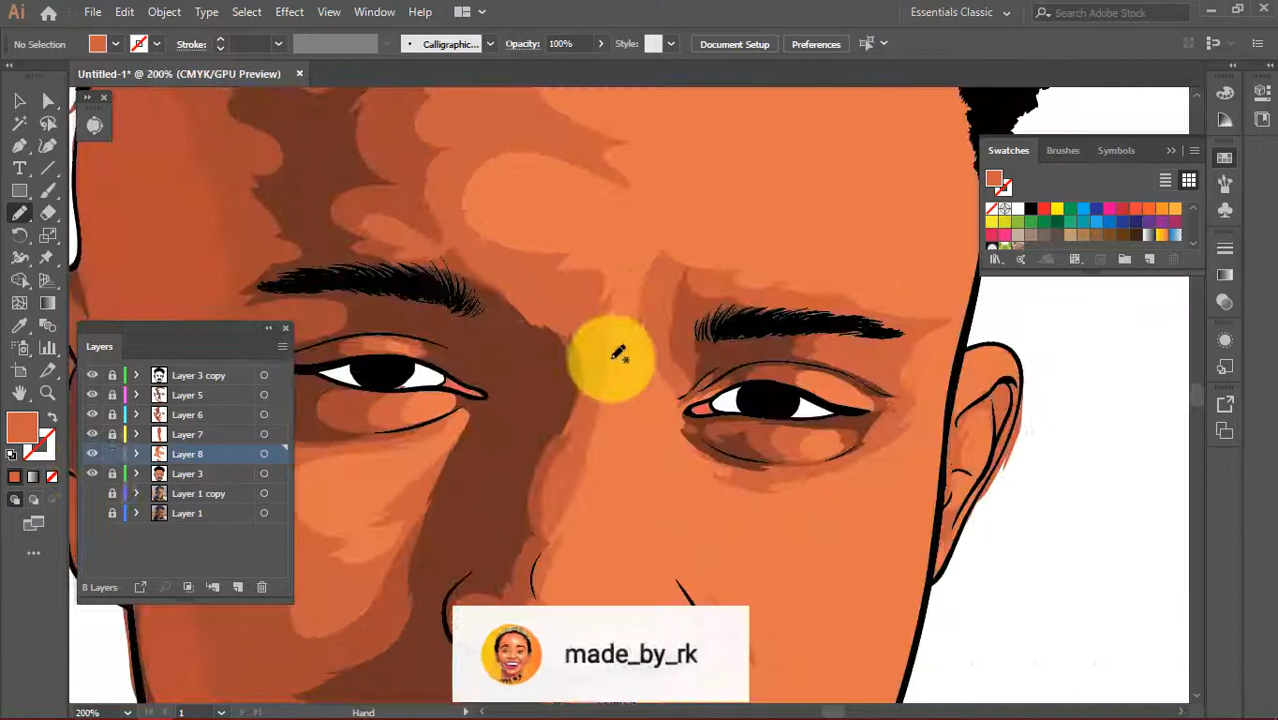 Ai File Edit Object Type Select Effect View Window Help Essentials Classic Search Adobe Stock
No Selection Stroke: Calligraphic... Opacity: 100% Style: Document Setup Preferences
Untitled-1* @ 200% (CMYK/GPU Preview)
Swatches Brushes Symbols
Layers
Layer 3 copy
Layer 5
Layer 6
Layer 7
Layer 8
Layer 3
Layer 1 copy
Layer 1
8 Layers
made_by_rk
200% 1 Hand